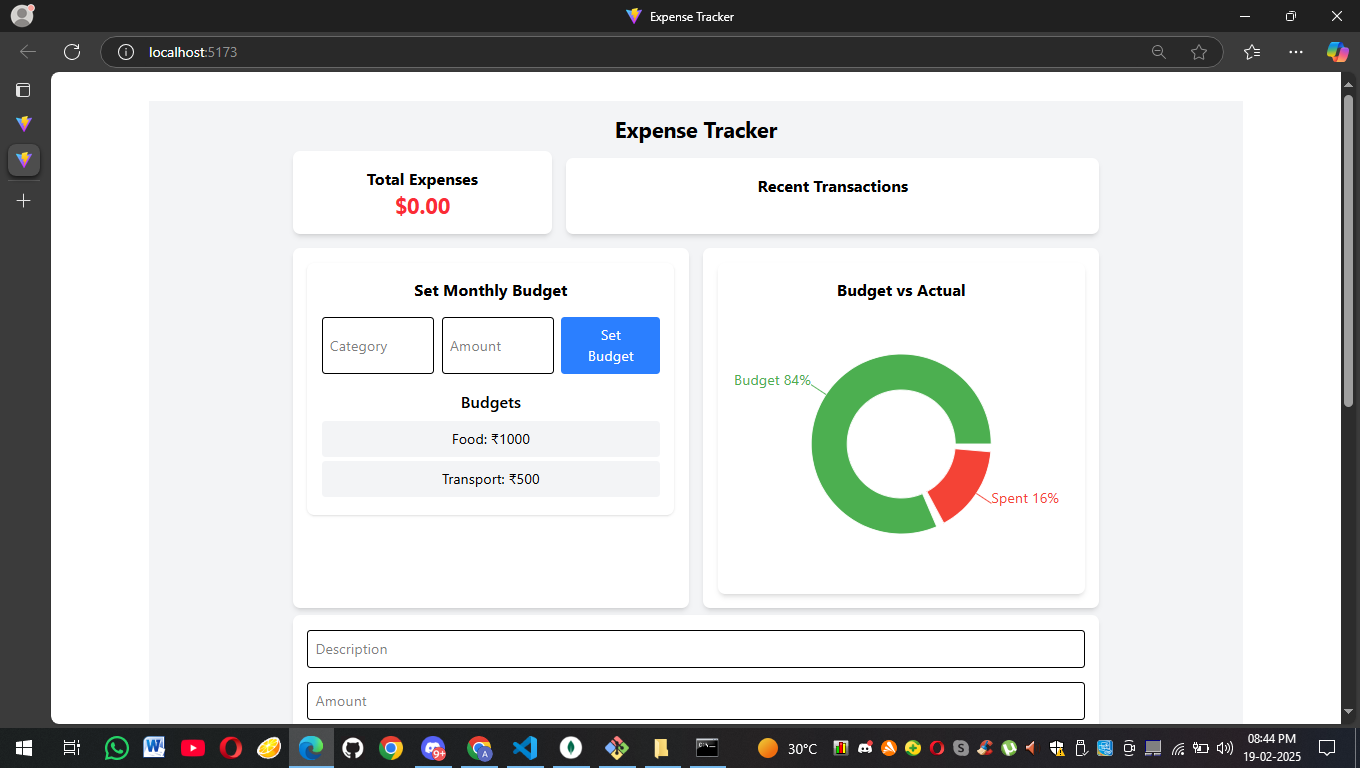 Expense Tracker
localhost:5173
Expense Tracker
Total Expenses
$0.00
Recent Transactions
Set Monthly Budget
Category
Amount
Set
Budget
Budgets
Food: ₹1000
Transport: ₹500
Budget vs Actual
Budget 84%
Spent 16%
Description
Amount
9+
A
30°C
08:44 PM
19-02-2025